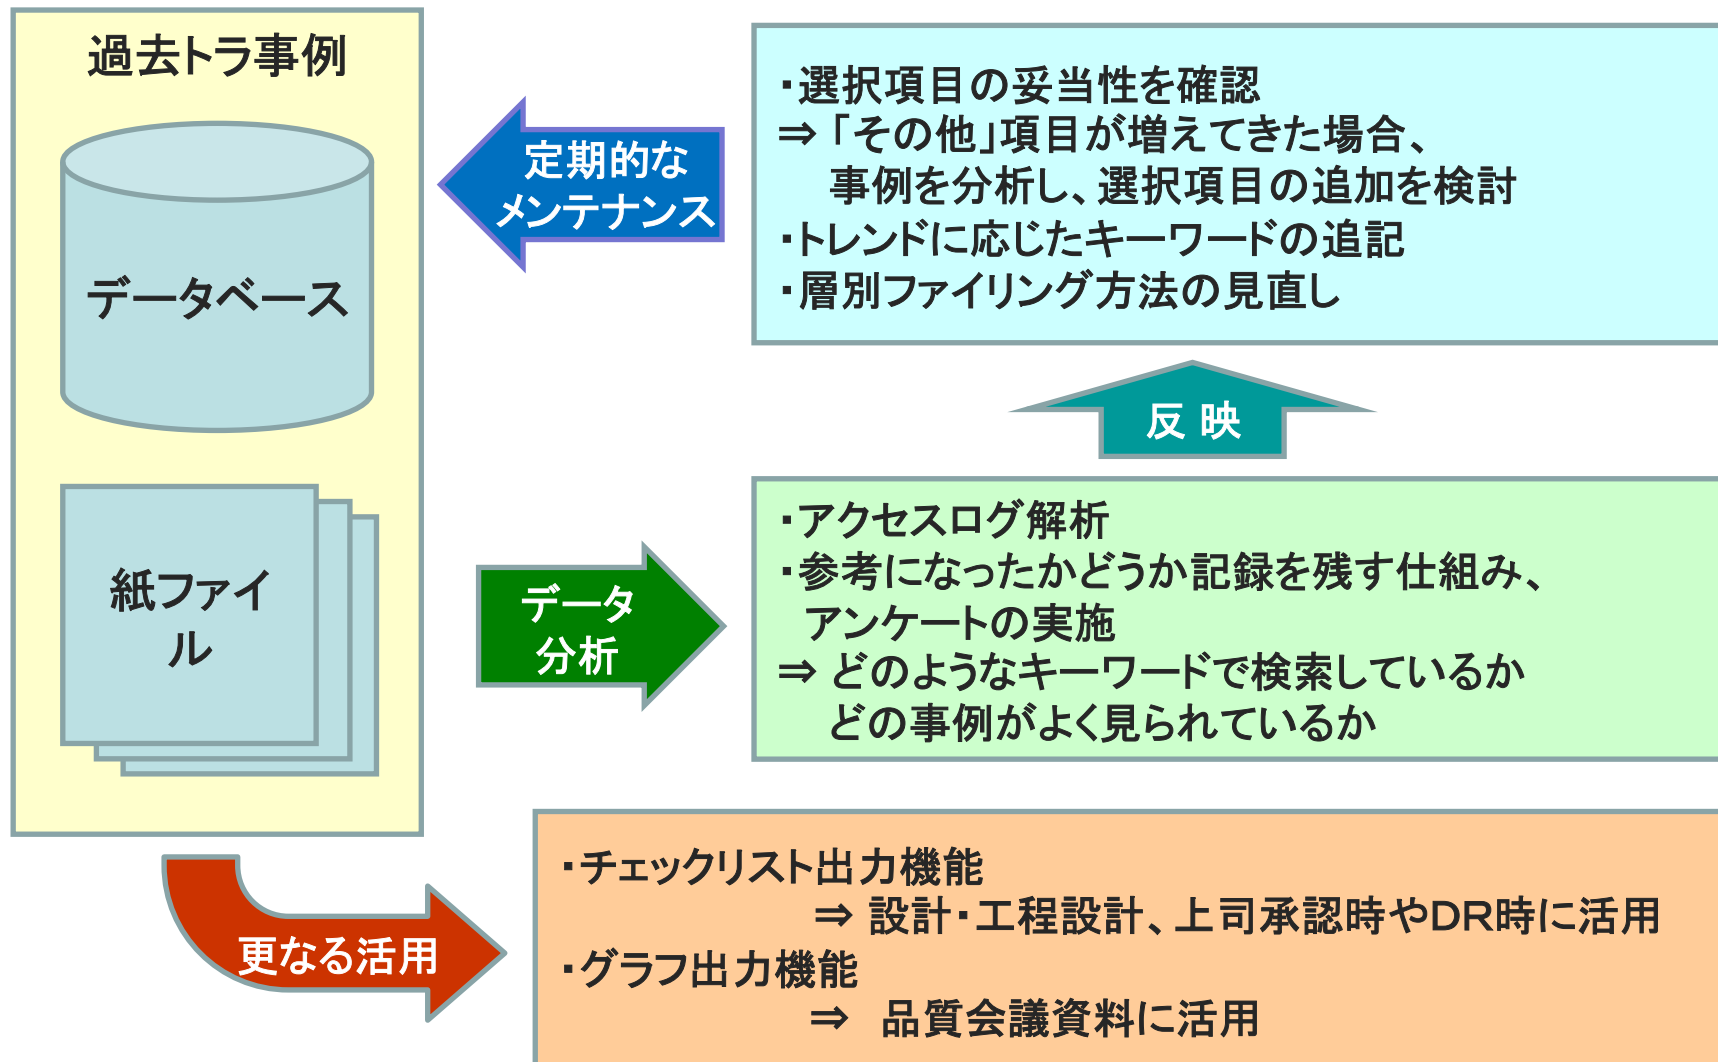 過去トラ事例
データベース
紙ファイ
ル
定期的な
メンテナンス
・選択項目の妥当性を確認
⇒「その他」項目が増えてきた場合、
事例を分析し、選択項目の追加を検討
・トレンドに応じたキーワードの追記
・層別ファイリング方法の見直し
反 映
データ
分析
・アクセスログ解析
・参考になったかどうか記録を残す仕組み、
アンケートの実施
⇒ どのようなキーワードで検索しているか
どの事例がよく見られているか
更なる活用
・チェックリスト出力機能
⇒ 設計・工程設計、上司承認時やDR時に活用
・グラフ出力機能
⇒ 品質会議資料に活用